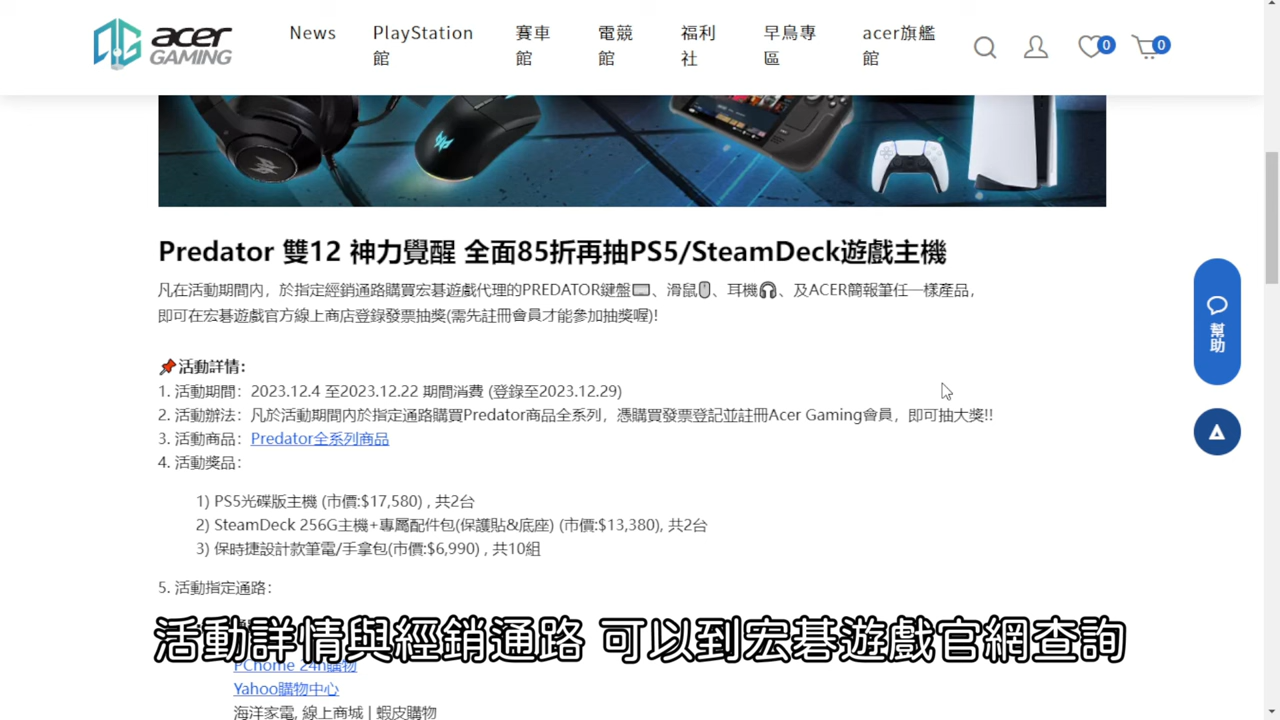 acer
GAMING
News
PlayStation
館
賽車
館
電競
館
福利
社
早鳥專
區
acer旗艦
館
0
0
Predator 雙12 神力覺醒 全面85折再抽PS5/SteamDeck遊戲主機
凡在活動期間內，於指定經銷通路購買宏碁遊戲代理的PREDATOR鍵盤⌨️、滑鼠🖱️、耳機🎧、及ACER簡報筆任一樣產品，
即可在宏碁遊戲官方線上商店登錄發票抽獎(需先註冊會員才能參加抽獎喔)!
📌活動詳情：
1. 活動期間：2023.12.4 至2023.12.22 期間消費 (登錄至2023.12.29)
2. 活動辦法：凡於活動期間內於指定通路購買Predator商品全系列，憑購買發票登記並註冊Acer Gaming會員，即可抽大獎!!
3. 活動商品：Predator全系列商品
4. 活動獎品：
1) PS5光碟版主機 (市價:$17,580) , 共2台
2) SteamDeck 256G主機+專屬配件包(保護貼&底座) (市價:$13,380), 共2台
3) 保時捷設計款筆電/手拿包(市價:$6,990) , 共10組
5. 活動指定通路：
活動詳情與經銷通路 可以到宏碁遊戲官網查詢
PChome 24h購物
Yahoo購物中心
海洋家電, 線上商城 | 蝦皮購物
幫助